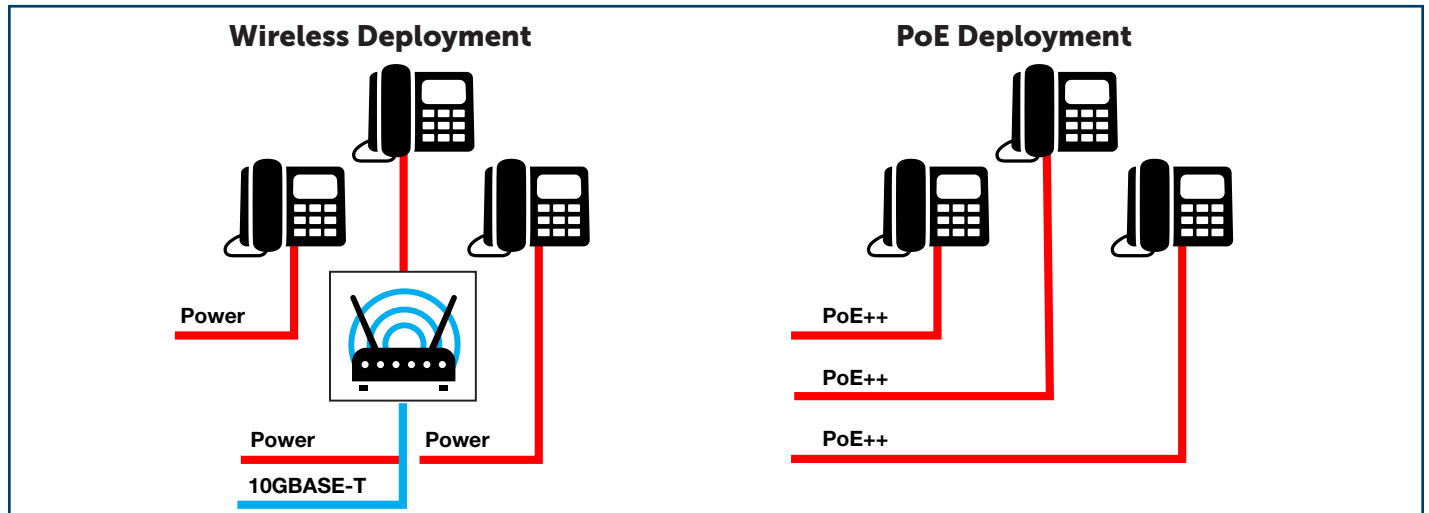 Wireless Deployment
Power
Power
Power
10GBASE-T
PoE Deployment
PoE++
PoE++
PoE++